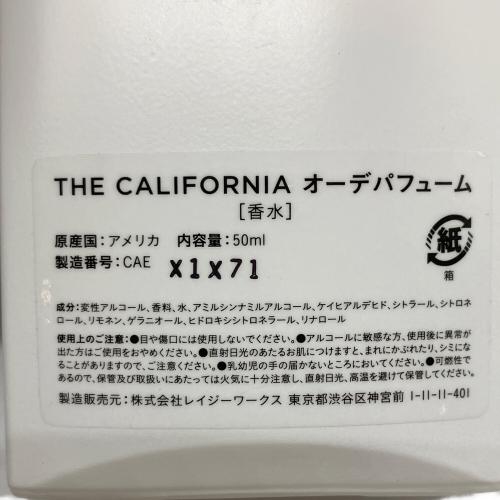 THE CALIFORNIA オーデパフューム
[香水]
原産国：アメリカ 内容量：50ml
製造番号：CAE X1X71
紙
箱
成分：変性アルコール、香料、水、アミルシンナミルアルコール、ケイヒアルデヒド、シトラール、シトロネ
ロール、リモネン、ゲラニオール、ヒドロキシシトロネラール、リナロール
使用上のご注意：●目や傷口には使用しないでください。●アルコールに敏感な方、使用後に異常が
出た方はご使用をおやめください。●直射日光のあたるお肌につけますと、まれにかぶれたり、シミにな
ることがありますので、ご注意ください。●乳幼児の手の届かないところにおいてください。●可燃性で
あるので、保管及び取扱いにあたっては火気に十分注意し、直射日光、高温を避けて保管してください。
製造販売元：株式会社レイジーワークス 東京都渋谷区神宮前 1-11-11-401